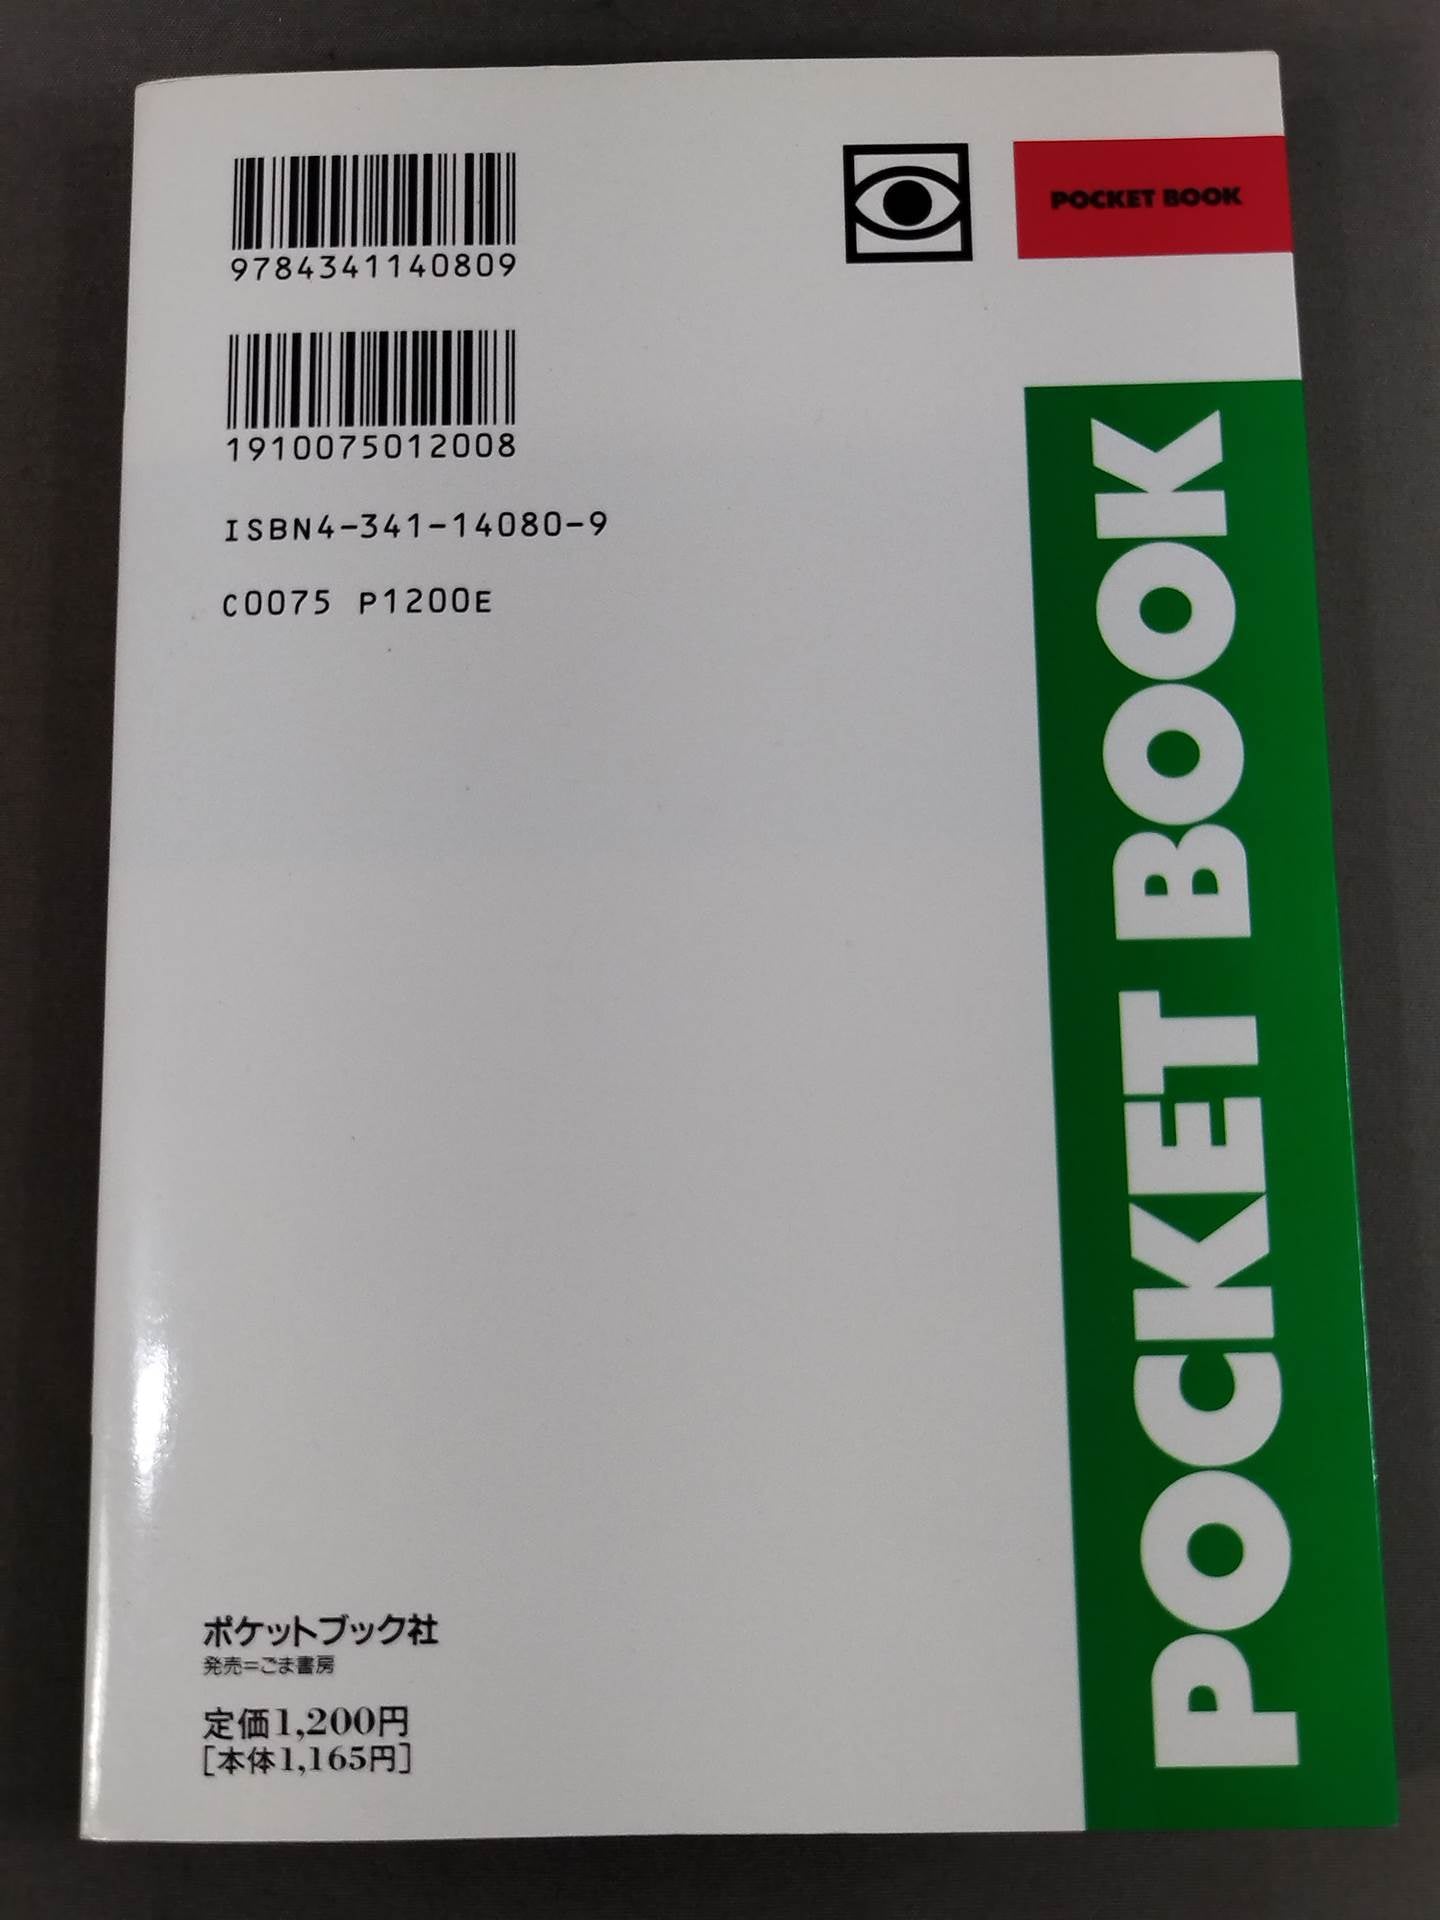 9784341140809
1910075012008
ISBN4-341-14080-9
C0075 P1200E
POCKET BOOK
POCKET BOOK
ポケットブック社
発売=ごま書房
定価1,200円
[本体1,165円]